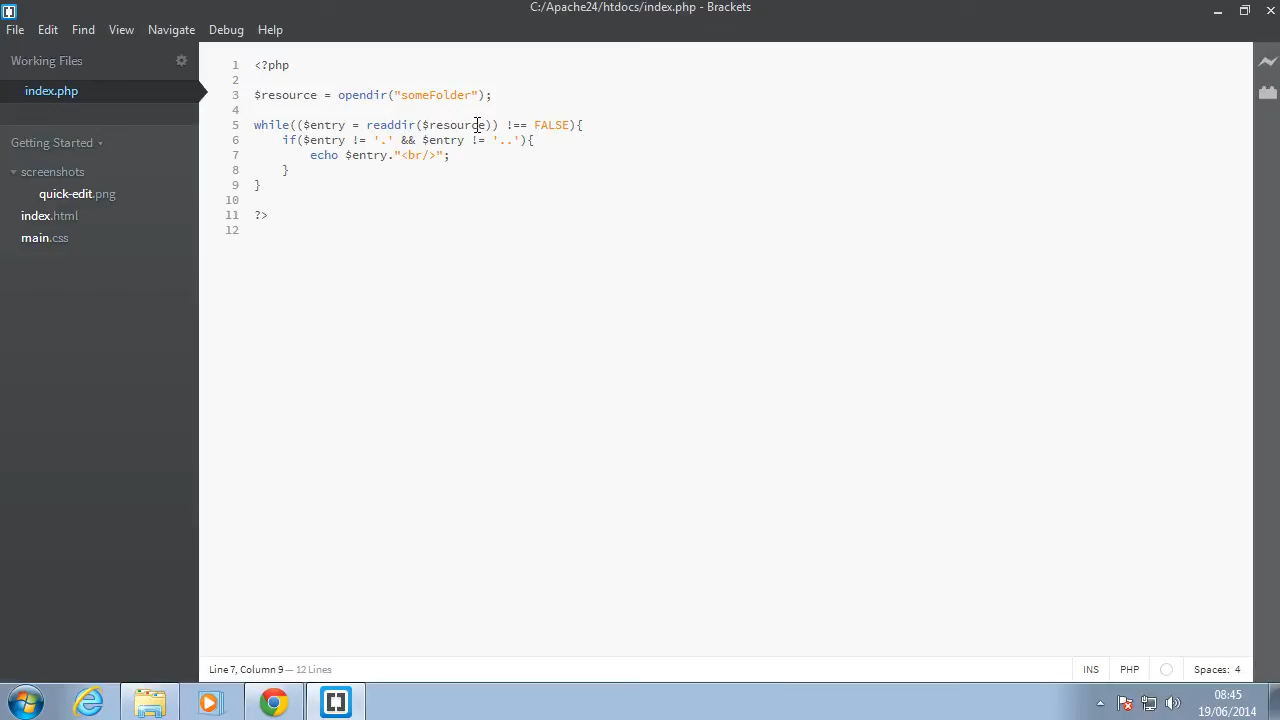 C:/Apache24/htdocs/index.php - Brackets
File Edit Find View Navigate Debug Help
Working Files
index.php
Getting Started
screenshots
quick-edit.png
index.html
main.css
1 <?php
2
3 $resource = opendir("someFolder");
4
5 while(($entry = readdir($resource)) !== FALSE){
6 if($entry != '.' && $entry != '..'){
7 echo $entry."<br/>";
8 }
9 }
10
11 ?>
12
Line 7, Column 9 — 12 Lines
INS PHP Spaces: 4
08:45
19/06/2014